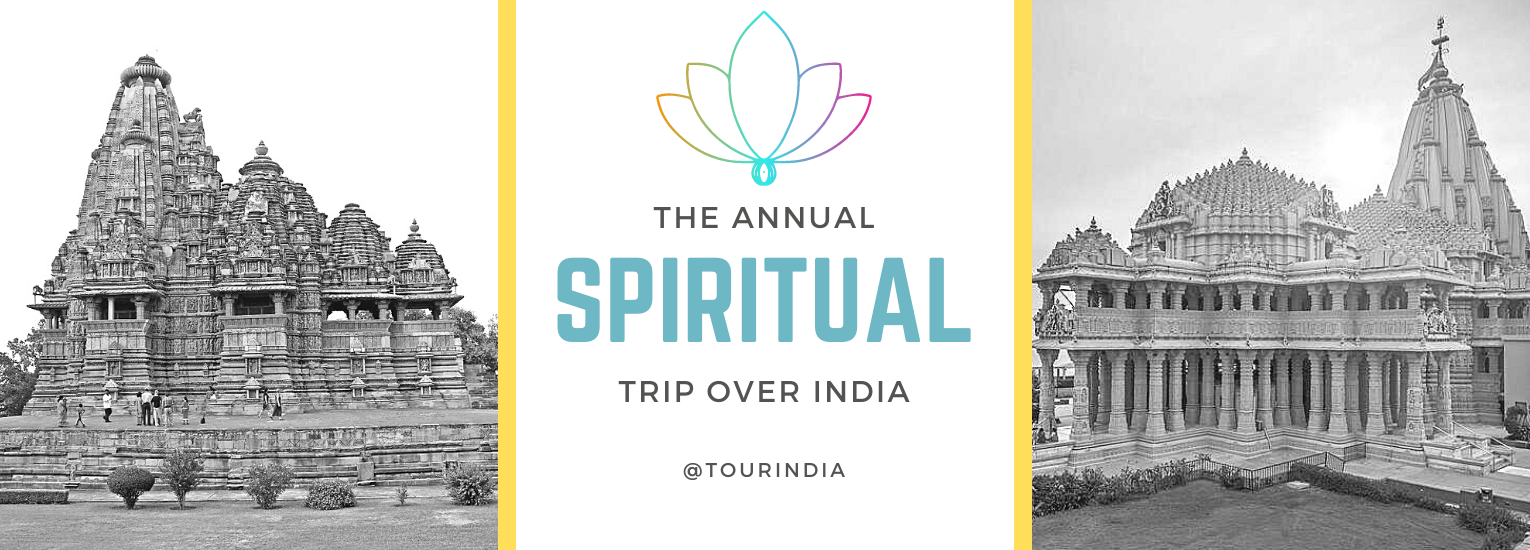 THE ANNUAL
SPIRITUAL
TRIP OVER INDIA
@TOURINDIA